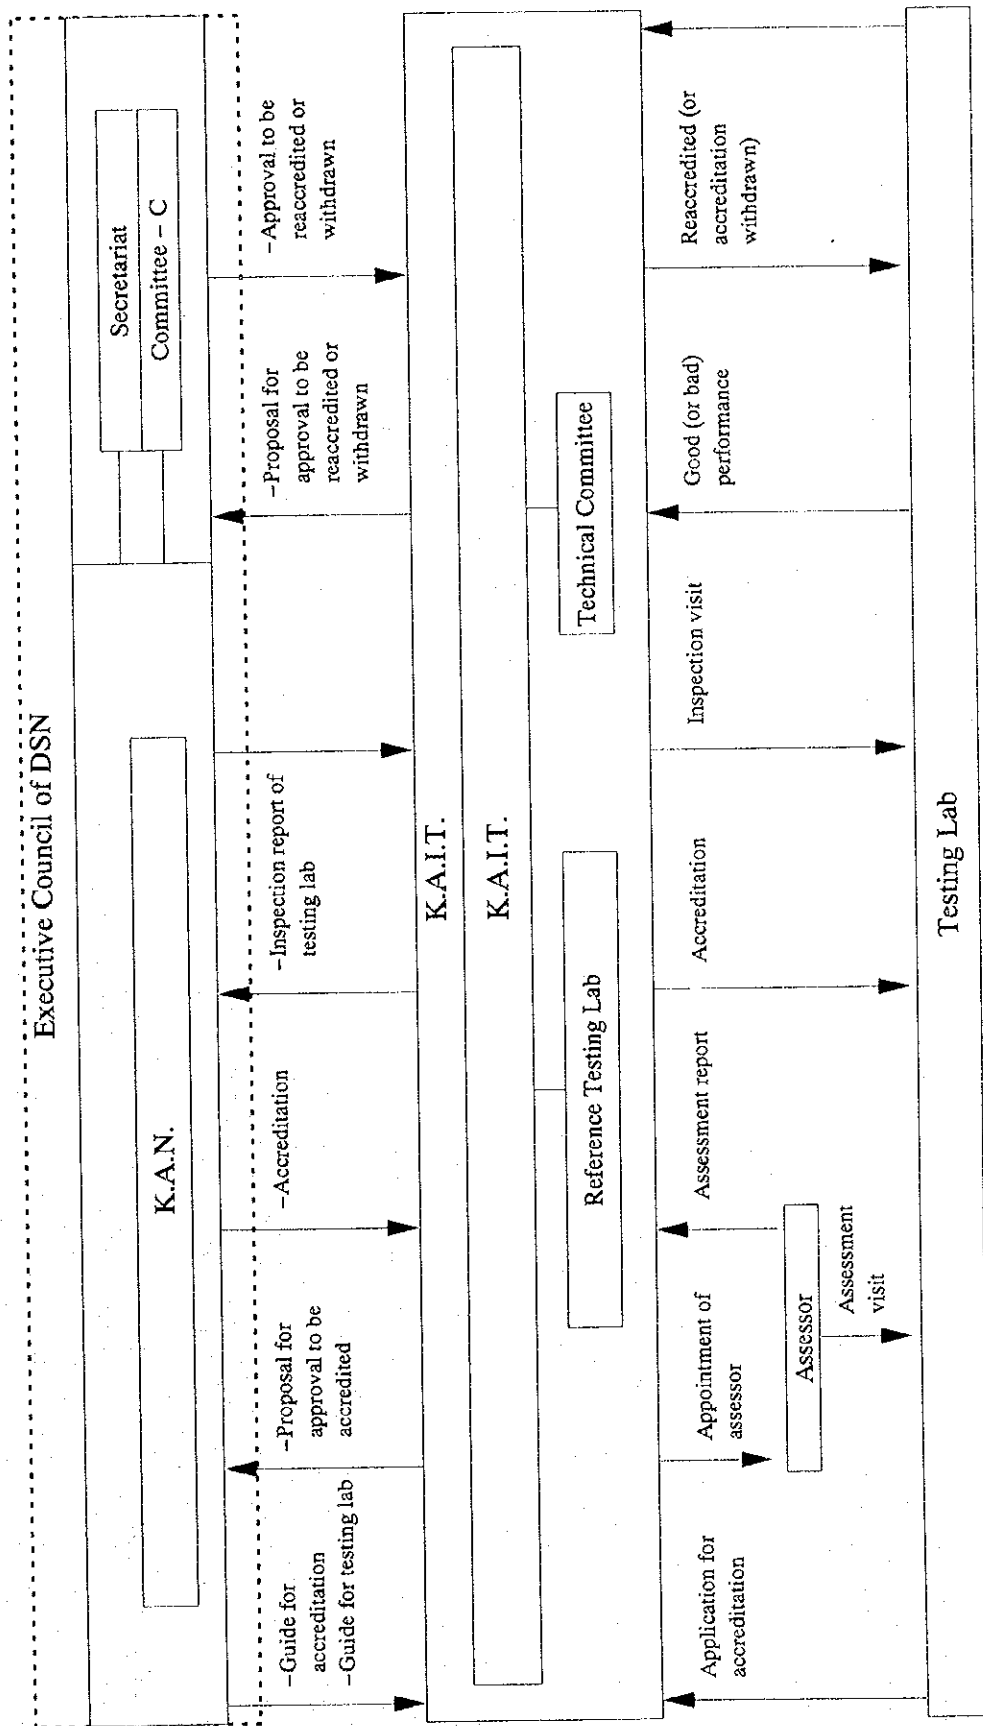 Executive Council of DSN
K.A.N.
Secretariat
Committee – C
–Guide for
accreditation
–Guide for testing lab
–Proposal for
approval to be
accredited
–Accreditation
–Inspection report of
testing lab
–Proposal for
approval to be
reaccredited or
withdrawn
–Approval to be
reaccredited or
withdrawn
K.A.I.T.
K.A.I.T.
Reference Testing Lab
Technical Committee
Application for
accreditation
Appointment of
assessor
Assessor
Assessment
visit
Assessment report
Accreditation
Inspection visit
Good (or bad)
performance
Reaccredited (or
accreditation
withdrawn)
Testing Lab